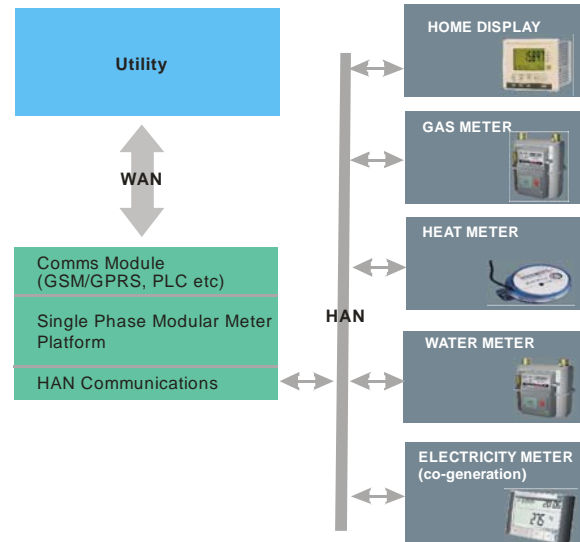 Utility
WAN
Comms Module
(GSM/GPRS, PLC etc)
Single Phase Modular Meter
Platform
HAN Communications
HAN
HOME DISPLAY
GAS METER
HEAT METER
WATER METER
ELECTRICITY METER
(co-generation)